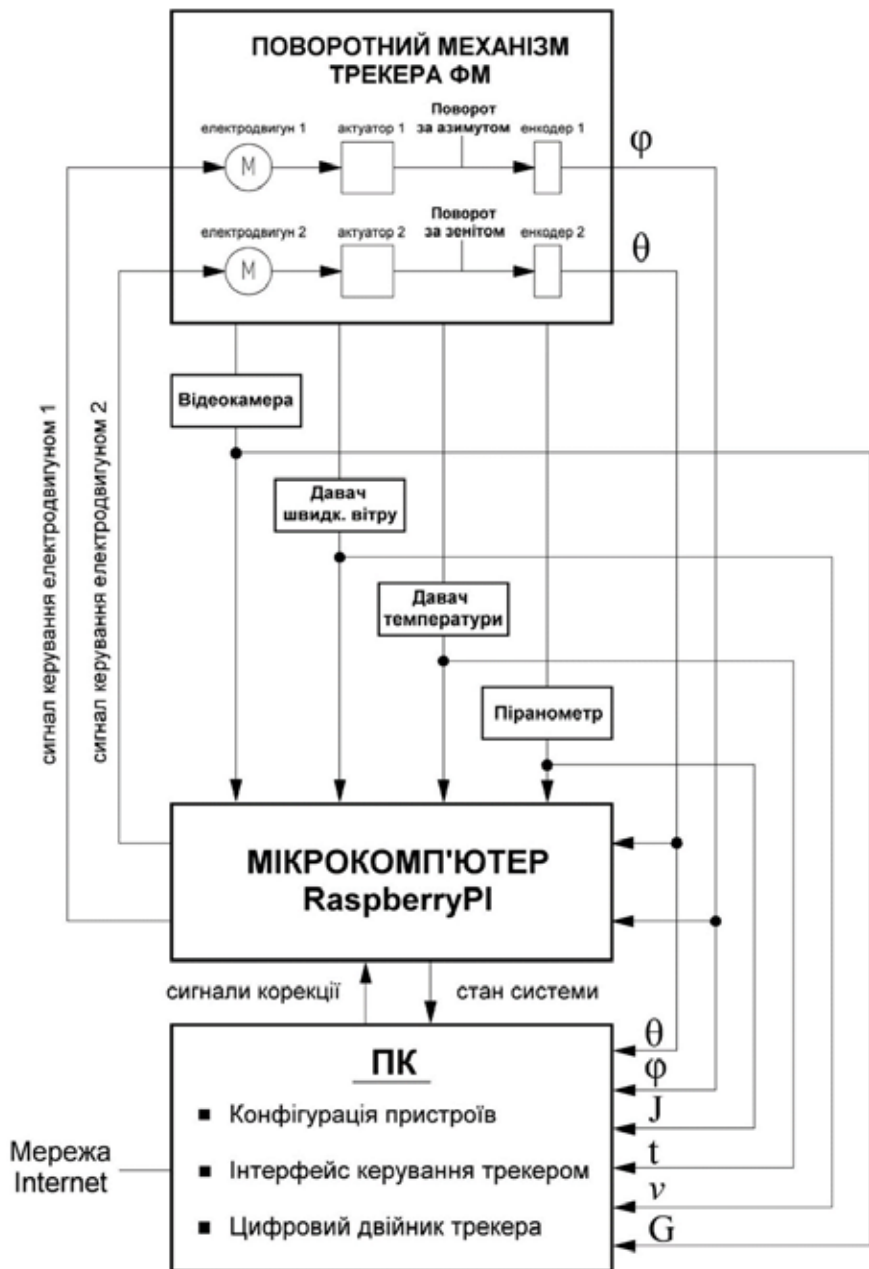 ПОВОРОТНИЙ МЕХАНІЗМ
ТРЕКЕРА ФМ
електродвигун 1
актуатор 1
Поворот
за азимутом
енкодер 1
φ
M
електродвигун 2
актуатор 2
Поворот
за зенітом
енкодер 2
θ
M
сигнал керування електродвигуном 1
сигнал керування електродвигуном 2
Відеокамера
Давач
швидк. вітру
Давач
температури
Піранометр
МІКРОКОМП'ЮТЕР
RaspberryPI
сигнали корекції
стан системи
ПК
■ Конфігурація пристроїв
■ Інтерфейс керування трекером
■ Цифровий двійник трекера
Мережа
Internet
θ
φ
J
t
v
G